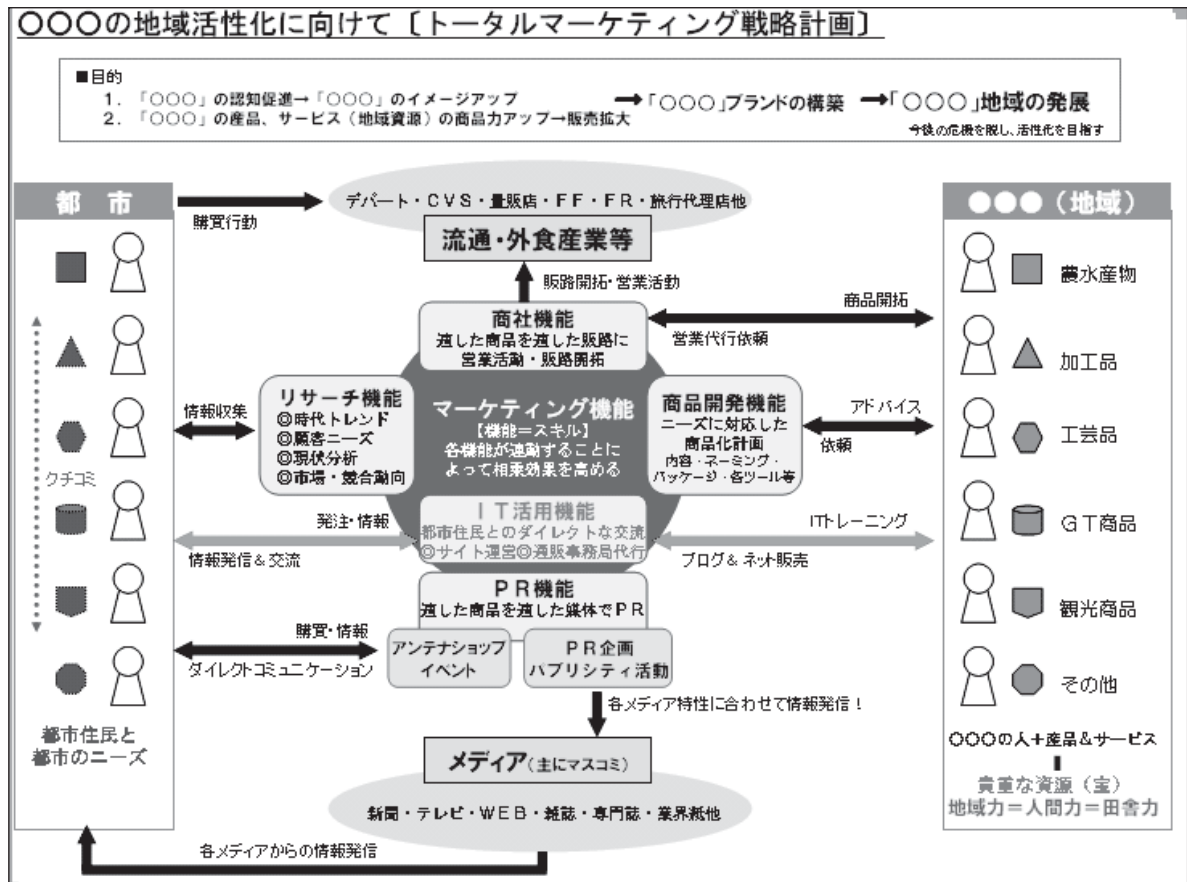 〇〇〇の地域活性化に向けて〔トータルマーケティング戦略計画〕
■目的
1．「〇〇〇」の認知促進→「〇〇〇」のイメージアップ
2．「〇〇〇」の産品、サービス（地域資源）の商品力アップ→販売拡大
→「〇〇〇」ブランドの構築 →「〇〇〇」地域の発展
今後の危機を脱し、活性化を目指す
都 市
クチコミ
都市住民と
都市のニーズ
購買行動
デパート・CVS・量販店・FF・FR・旅行代理店他
流通・外食産業等
販路開拓・営業活動
商社機能
適した商品を適した販路に
営業活動・販路開拓
商品開拓
営業代行依頼
情報収集
リサーチ機能
◎時代トレンド
◎顧客ニーズ
◎現状分析
◎市場・競合動向
マーケティング機能
【機能＝スキル】
各機能が連動することに
よって相乗効果を高める
商品開発機能
ニーズに対応した
商品化計画
内容・ネーミング・
パッケージ・各ツール等
アドバイス
依頼
発注・情報
情報発信＆交流
ＩＴ活用機能
都市住民とのダイレクトな交流
◎サイト運営◎通販事務局代行
ITトレーニング
ブログ＆ネット販売
ＰＲ機能
適した商品を適した媒体でＰＲ
購買・情報
ダイレクトコミュニケーション
アンテナショップ
イベント
ＰＲ企画
パブリシティ活動
各メディア特性に合わせて情報発信！
メディア（主にマスコミ）
新聞・テレビ・WEB・雑誌・専門誌・業界紙他
各メディアからの情報発信
●●●（地域）
農水産物
加工品
工芸品
ＧＴ商品
観光商品
その他
〇〇〇の人＋産品＆サービス
貴重な資源（宝）
地域力＝人間力＝田舎力